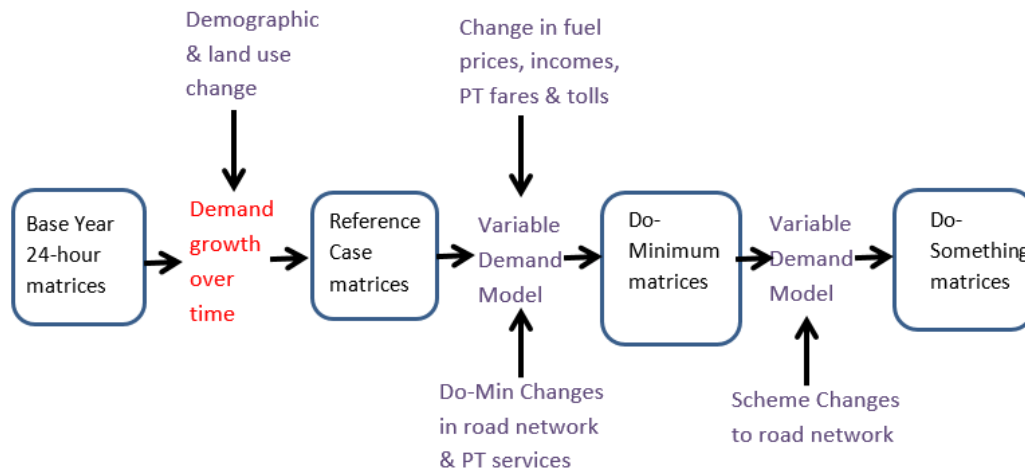 Demographic
& land use
change
Change in fuel
prices, incomes,
PT fares & tolls
Base Year
24-hour
matrices
Demand
growth
over
time
Reference
Case
matrices
Variable
Demand
Model
Do-
Minimum
matrices
Variable
Demand
Model
Do-
Something
matrices
Do-Min Changes
in road network
& PT services
Scheme Changes
to road network